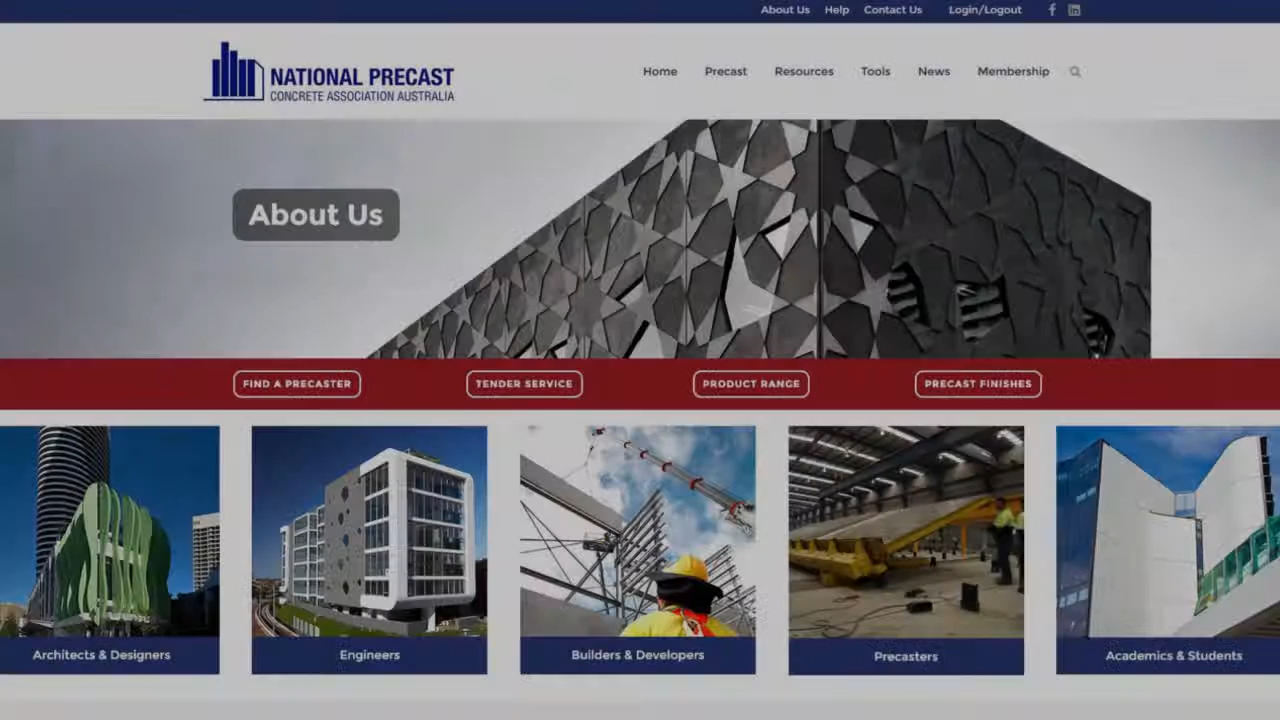 About Us Help Contact Us Login/Logout f in
NATIONAL PRECAST
CONCRETE ASSOCIATION AUSTRALIA
Home Precast Resources Tools News Membership
About Us
FIND A PRECASTER TENDER SERVICE PRODUCT RANGE PRECAST FINISHES
Architects & Designers Engineers Builders & Developers Precasters Academics & Students